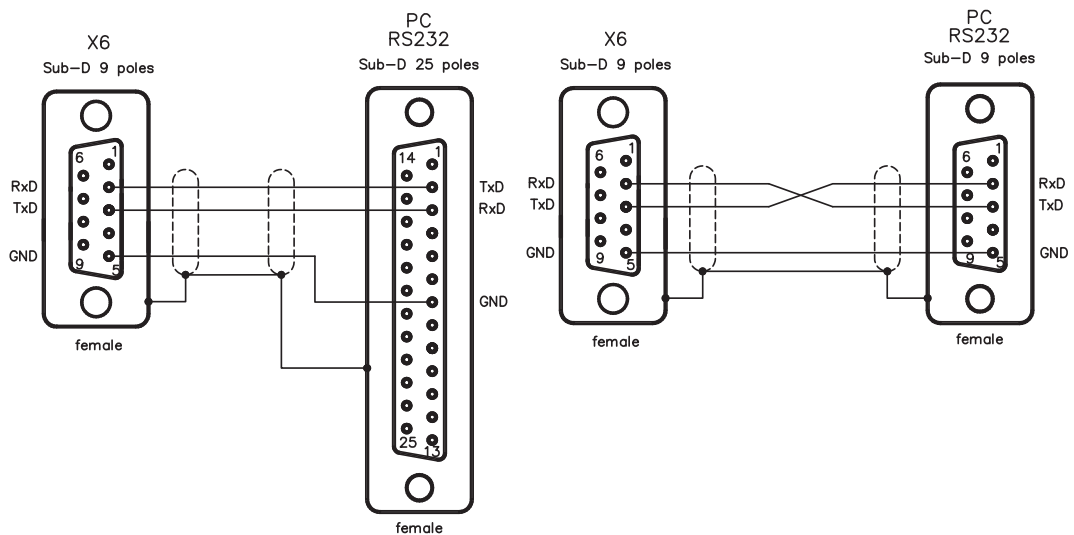 X6
Sub-D 9 poles
6
1
RxD
TxD
GND
9
5
female
PC
RS232
Sub-D 25 poles
14
1
TxD
RxD
GND
25
13
female
X6
Sub-D 9 poles
6
1
RxD
TxD
GND
9
5
female
PC
RS232
Sub-D 9 poles
6
1
RxD
TxD
GND
9
5
female